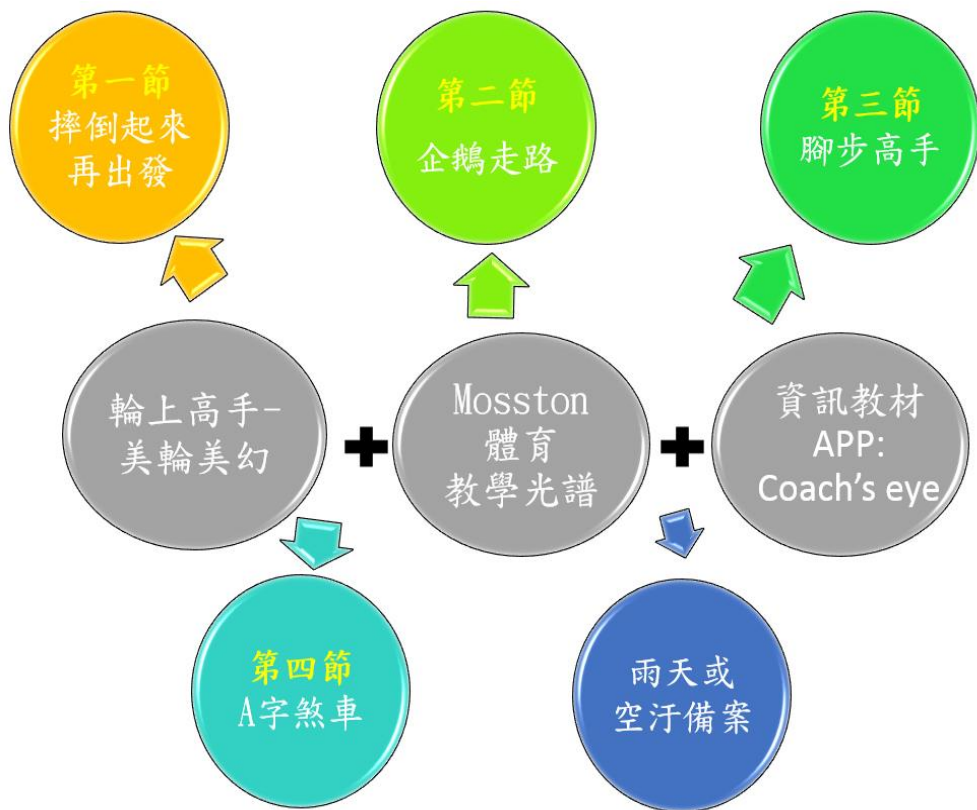 第一節
摔倒起來
再出發
第二節
企鵝走路
第三節
腳步高手
輪上高手-
美輪美幻
Mosston
體育
教學光譜
資訊教材
APP:
Coach's eye
第四節
A字煞車
雨天或
空汙備案